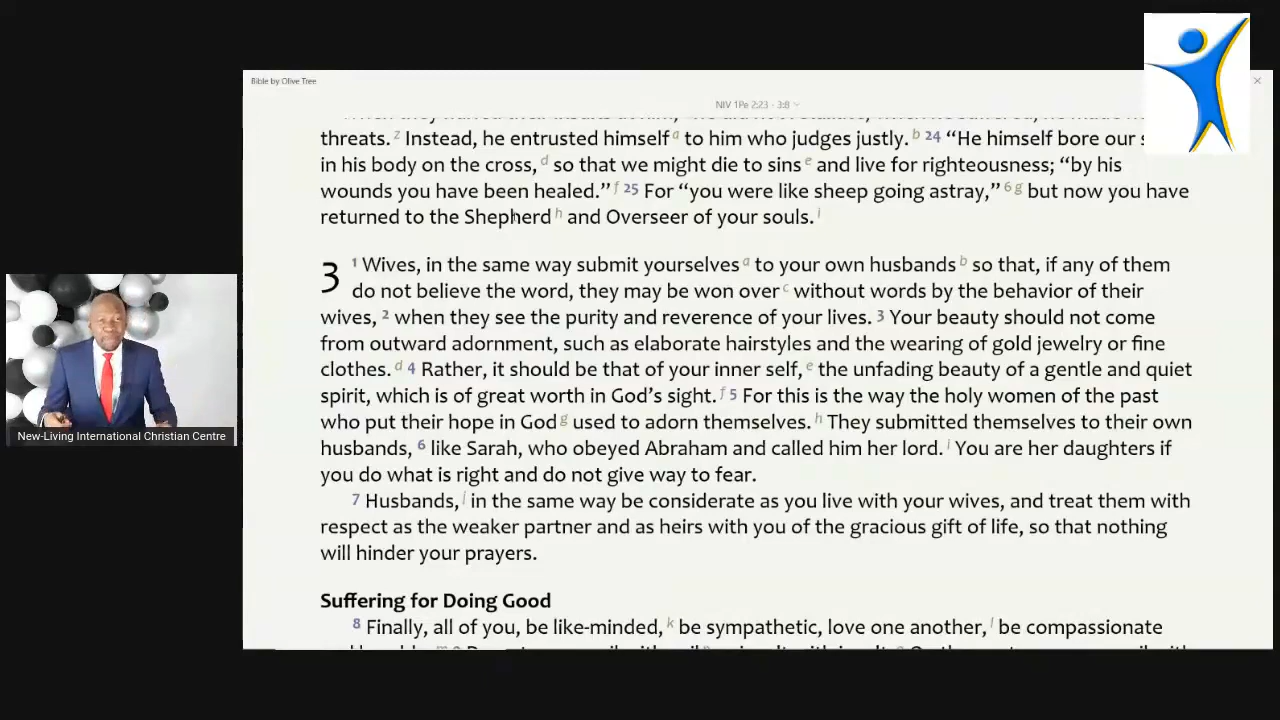 Bible by Olive Tree
NIV 1Pe 2:23 - 3:8
threats. z Instead, he entrusted himself a to him who judges justly. b 24 “He himself bore our
in his body on the cross, d so that we might die to sins e and live for righteousness; “by his
wounds you have been healed.” f 25 For “you were like sheep going astray,” 6 g but now you have
returned to the Shepherd h and Overseer of your souls. i
3 1 Wives, in the same way submit yourselves a to your own husbands b so that, if any of them
do not believe the word, they may be won over c without words by the behavior of their
wives, 2 when they see the purity and reverence of your lives. 3 Your beauty should not come
from outward adornment, such as elaborate hairstyles and the wearing of gold jewelry or fine
clothes. d 4 Rather, it should be that of your inner self, e the unfading beauty of a gentle and quiet
spirit, which is of great worth in God’s sight. f 5 For this is the way the holy women of the past
who put their hope in God g used to adorn themselves. h They submitted themselves to their own
husbands, 6 like Sarah, who obeyed Abraham and called him her lord. i You are her daughters if
you do what is right and do not give way to fear.
7 Husbands, j in the same way be considerate as you live with your wives, and treat them with
respect as the weaker partner and as heirs with you of the gracious gift of life, so that nothing
will hinder your prayers.
Suffering for Doing Good
8 Finally, all of you, be like-minded, k be sympathetic, love one another, l be compassionate
New-Living International Christian Centre